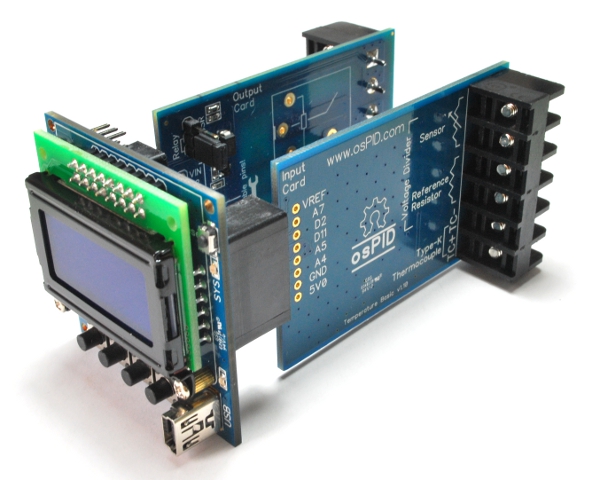 Output
Card
Relay
VIN
Input
Card
www.osPID.com
VREF
A7
D2
D11
A5
A4
GND
5V0
osPID
Voltage Divider
Sensor
Reference
Resistor
TC+
TC-
Type-K
Thermocouple
Temperature Basic v1.50
SYS
USB